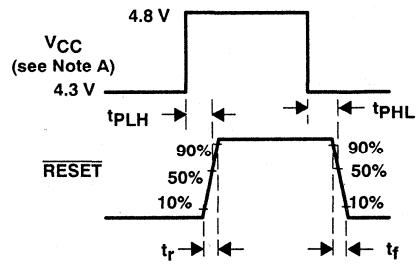 4.8 V
VCC
(see Note A)
4.3 V
tPLH
tPHL
RESET
90%
50%
10%
90%
50%
10%
tr
tf